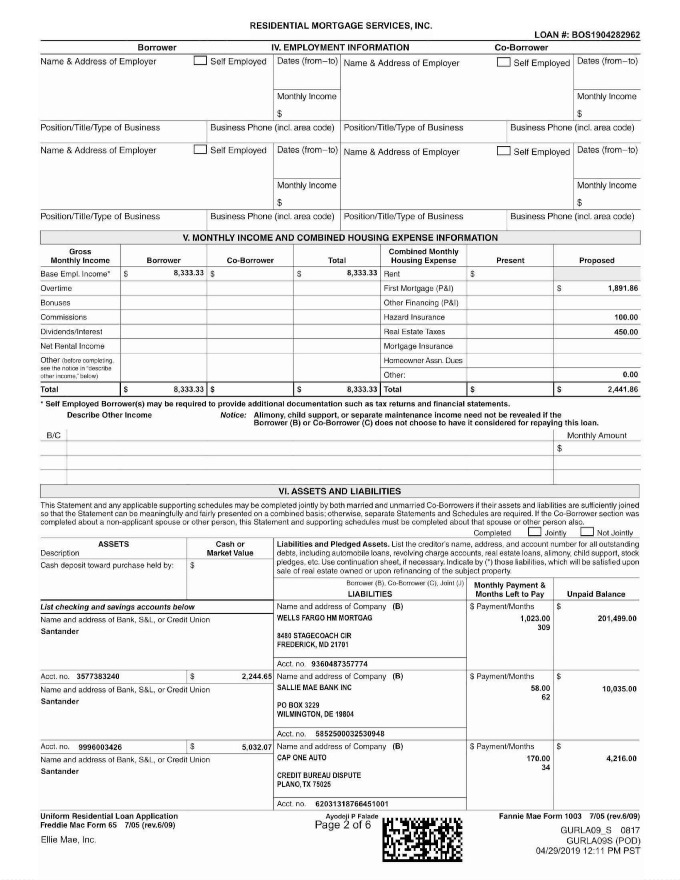 RESIDENTIAL MORTGAGE SERVICES, INC.
LOAN #: BOS1904282962
Borrower IV. EMPLOYMENT INFORMATION Co-Borrower
Name & Address of Employer Self Employed Dates (from–to) Name & Address of Employer Self Employed Dates (from–to)
Monthly Income Monthly Income
$ $
Position/Title/Type of Business Business Phone (incl. area code) Position/Title/Type of Business Business Phone (incl. area code)
Name & Address of Employer Self Employed Dates (from–to) Name & Address of Employer Self Employed Dates (from–to)
Monthly Income Monthly Income
$ $
Position/Title/Type of Business Business Phone (incl. area code) Position/Title/Type of Business Business Phone (incl. area code)
V. MONTHLY INCOME AND COMBINED HOUSING EXPENSE INFORMATION
Gross Monthly Income Borrower Co-Borrower Total Combined Monthly Housing Expense Present Proposed
Base Empl. Income* $ 8,333.33 $ $ 8,333.33 Rent $
Overtime First Mortgage (P&I) $ 1,891.86
Bonuses Other Financing (P&I)
Commissions Hazard Insurance 100.00
Dividends/Interest Real Estate Taxes 450.00
Net Rental Income Mortgage Insurance
Other (before completing, see the notice in "describe other income," below) Homeowner Assn. Dues
Other: 0.00
Total $ 8,333.33 $ $ 8,333.33 Total $ $ 2,441.86
* Self Employed Borrower(s) may be required to provide additional documentation such as tax returns and financial statements.
Describe Other Income Notice: Alimony, child support, or separate maintenance income need not be revealed if the
Borrower (B) or Co-Borrower (C) does not choose to have it considered for repaying this loan.
B/C Monthly Amount
$
VI. ASSETS AND LIABILITIES
This Statement and any applicable supporting schedules may be completed jointly by both married and unmarried Co-Borrowers if their assets and liabilities are sufficiently joined
so that the Statement can be meaningfully and fairly presented on a combined basis; otherwise, separate Statements and Schedules are required. If the Co-Borrower section was
completed about a non-applicant spouse or other person, this Statement and supporting schedules must be completed about that spouse or other person also.
Completed Jointly Not Jointly
ASSETS
Description
Cash or Market Value
Cash deposit toward purchase held by: $
Liabilities and Pledged Assets. List the creditor's name, address, and account number for all outstanding
debts, including automobile loans, revolving charge accounts, real estate loans, alimony, child support, stock
pledges, etc. Use continuation sheet, if necessary. Indicate by (*) those liabilities, which will be satisfied upon
sale of real estate owned or upon refinancing of the subject property.
Borrower (B), Co-Borrower (C), Joint (J)
LIABILITIES Monthly Payment & Months Left to Pay Unpaid Balance
List checking and savings accounts below
Name and address of Bank, S&L, or Credit Union
Santander
Acct. no. 3577383240 $ 2,244.65
Name and address of Company (B) $ Payment/Months $
WELLS FARGO HM MORTGAG 1,023.00 201,499.00
309
8480 STAGECOACH CIR
FREDERICK, MD 21701
Acct. no. 9360487357774
Name and address of Bank, S&L, or Credit Union
Santander
Acct. no. 9996003426 $ 5,032.07
Name and address of Company (B) $ Payment/Months $
SALLIE MAE BANK INC 58.00 10,035.00
62
PO BOX 3229
WILMINGTON, DE 19804
Acct. no. 5852500032530948
Name and address of Bank, S&L, or Credit Union
Santander
Name and address of Company (B) $ Payment/Months $
CAP ONE AUTO 170.00 4,216.00
34
CREDIT BUREAU DISPUTE
PLANO, TX 75025
Acct. no. 62031318766451001
Uniform Residential Loan Application
Freddie Mac Form 65 7/05 (rev.6/09)
Ayodeji P Falade
Page 2 of 6
Fannie Mae Form 1003 7/05 (rev.6/09)
Ellie Mae, Inc.
GURLA09_S 0817
GURLA09S (POD)
04/29/2019 12:11 PM PST